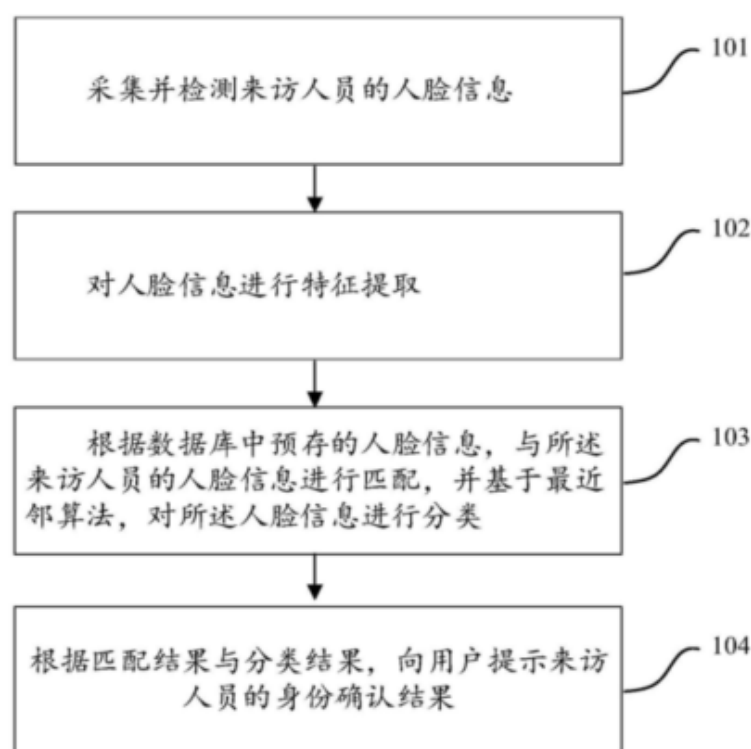 101
采集并检测来访人员的人脸信息
102
对人脸信息进行特征提取
103
根据数据库中预存的人脸信息，与所述
来访人员的人脸信息进行匹配，并基于最近
邻算法，对所述人脸信息进行分类
104
根据匹配结果与分类结果，向用户提示来访
人员的身份确认结果